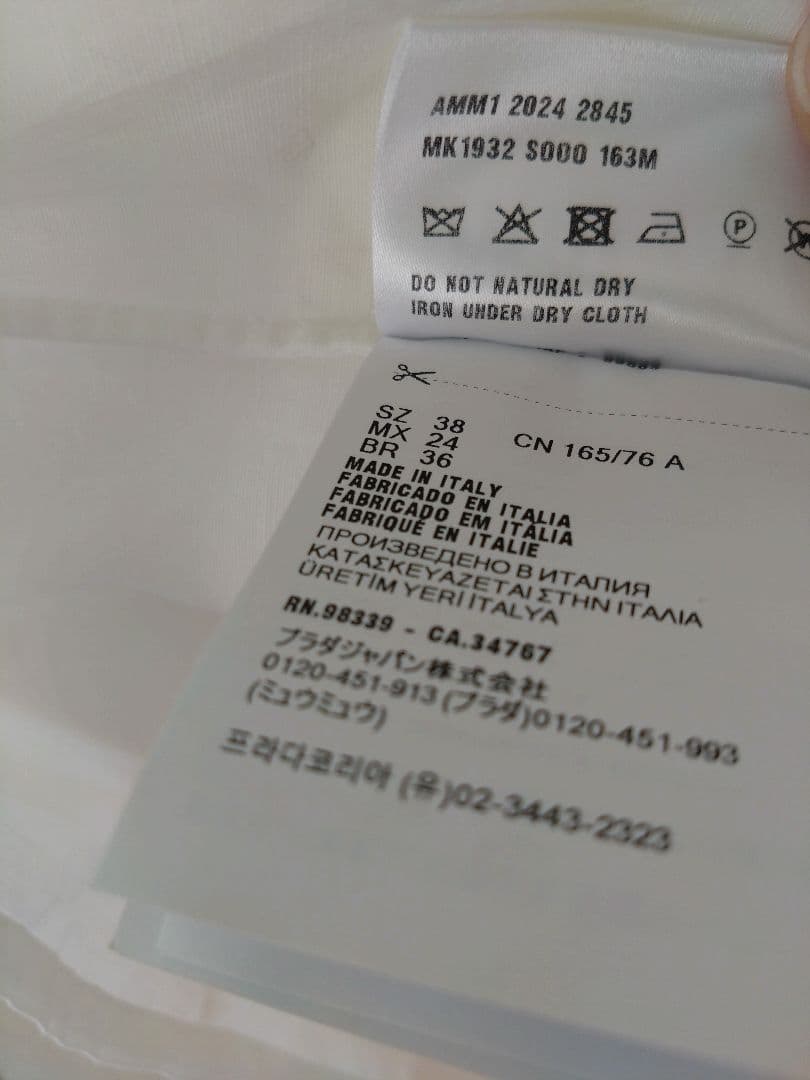 AMM1 2024 2845
MK1932 S000 163M
P
DO NOT NATURAL DRY
IRON UNDER DRY CLOTH
SZ 38
MX 24 CN 165/76 A
BR 36
MADE IN ITALY
FABRICADO EN ITALIA
FABRICADO EM ITÁLIA
FABRIQUÉ EN ITALIE
ПРОИЗВЕДЕНО В ИТАЛИЯ
ΚΑΤΑΣΚΕΥΑΖΕΤΑΙ ΣΤΗΝ ΙΤΑΛΙΑ
ÜRETIM YERI ITALYA
RN.98339 - CA.34767
プラダジャパン株式会社
0120-451-913 (プラダ)0120-451-993
(ミュウミュウ)
프라다코리아 (유)02-3443-2323